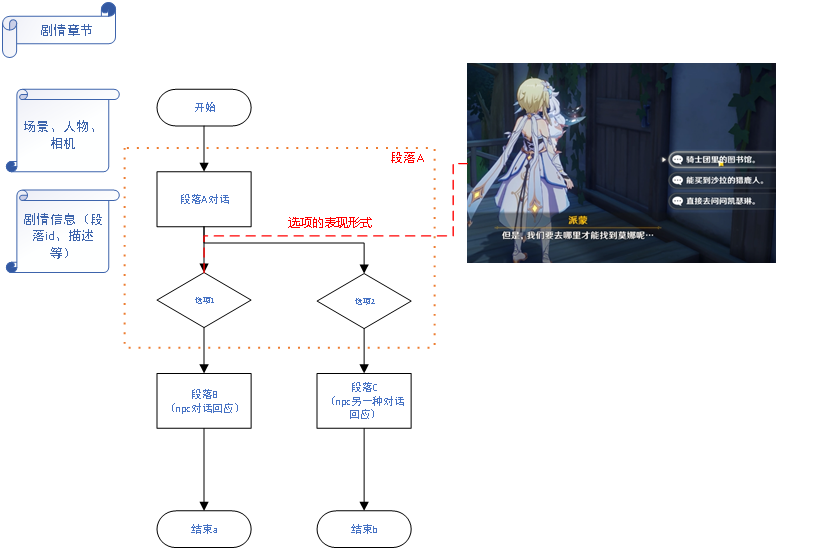 剧情章节
场景、人物、
相机
剧情信息（段
落id、描述
等）
开始
段落A
段落A对话
选项的表现形式
选项1
选项2
段落B
（npc对话回应）
段落C
（npc另一种对话
回应）
结束a
结束b
骑士团里的图书馆。
能买到沙拉的猎鹿人。
直接去问问凯瑟琳。
派蒙
但是，我们要去哪里才能找到莫娜呢…